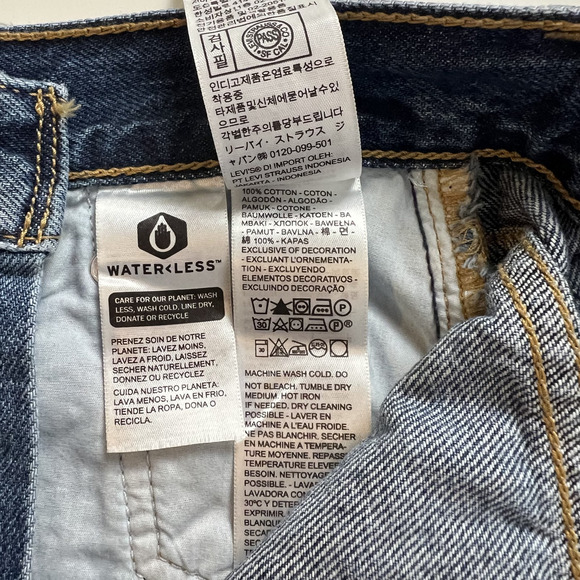 검사필
PASS
SF CAL
인디고제품은염료특성으로
착용중
타제품및신체에묻어날수있
으므로
각별한주의를당부드립니다
リーバイ・ストラウス ジ
ャパン㈱ 0120-099-501
LEVI'S® DI IMPORT OLEH:
PT LEVI STRAUSS INDONESIA
WATER<LESS™
CARE FOR OUR PLANET: WASH
LESS, WASH COLD, LINE DRY,
DONATE OR RECYCLE
PRENEZ SOIN DE NOTRE
PLANETE: LAVEZ MOINS,
LAVEZ A FROID, LAISSEZ
SECHER NATURELLEMENT,
DONNEZ OU RECYCLEZ
CUIDA NUESTRO PLANETA:
LAVA MENOS, LAVA EN FRIO,
TIENDE LA ROPA, DONA O
RECICLA.
100% COTTON - COTON -
ALGODÓN - ALGODÃO -
PAMUK - COTONE -
BAUMWOLLE - KATOEN - BA
MBAKI - ХЛОПОК - BAWEŁNA
- PAMUT - BAVLNA - 棉 - 면 -
綿 100% - KAPAS
EXCLUSIVE OF DECORATION
- EXCLUANT L'ORNEMENTA-
TION - EXCLUYENDO
ELEMENTOS DECORATIVOS -
EXCLUINDO DECORAÇÃO
30
30
MACHINE WASH COLD. DO
NOT BLEACH. TUMBLE DRY
MEDIUM. HOT IRON
IF NEEDED. DRY CLEANING
POSSIBLE - LAVER EN
MACHINE A L'EAU FROIDE.
NE PAS BLANCHIR. SECHER
EN MACHINE A TEMPERA-
TURE MOYENNE. REPASSE
TEMPERATURE ELEVEE
BESOIN. NETTOYAGE
POSSIBLE
LAVADORA CON
30ºC Y DETER
EXPRIMIR.
BLANQUE